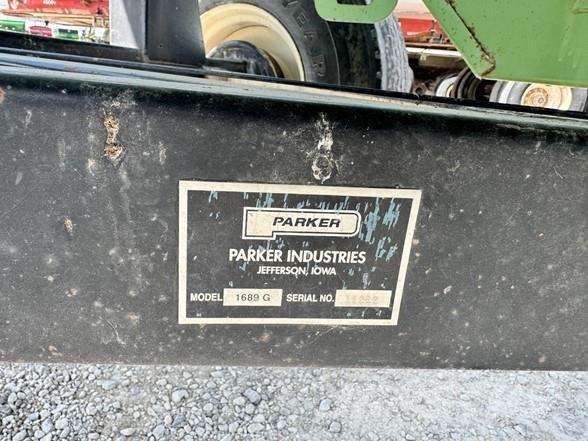 PARKER
PARKER INDUSTRIES
JEFFERSON, IOWA
MODEL 1689 G SERIAL NO.